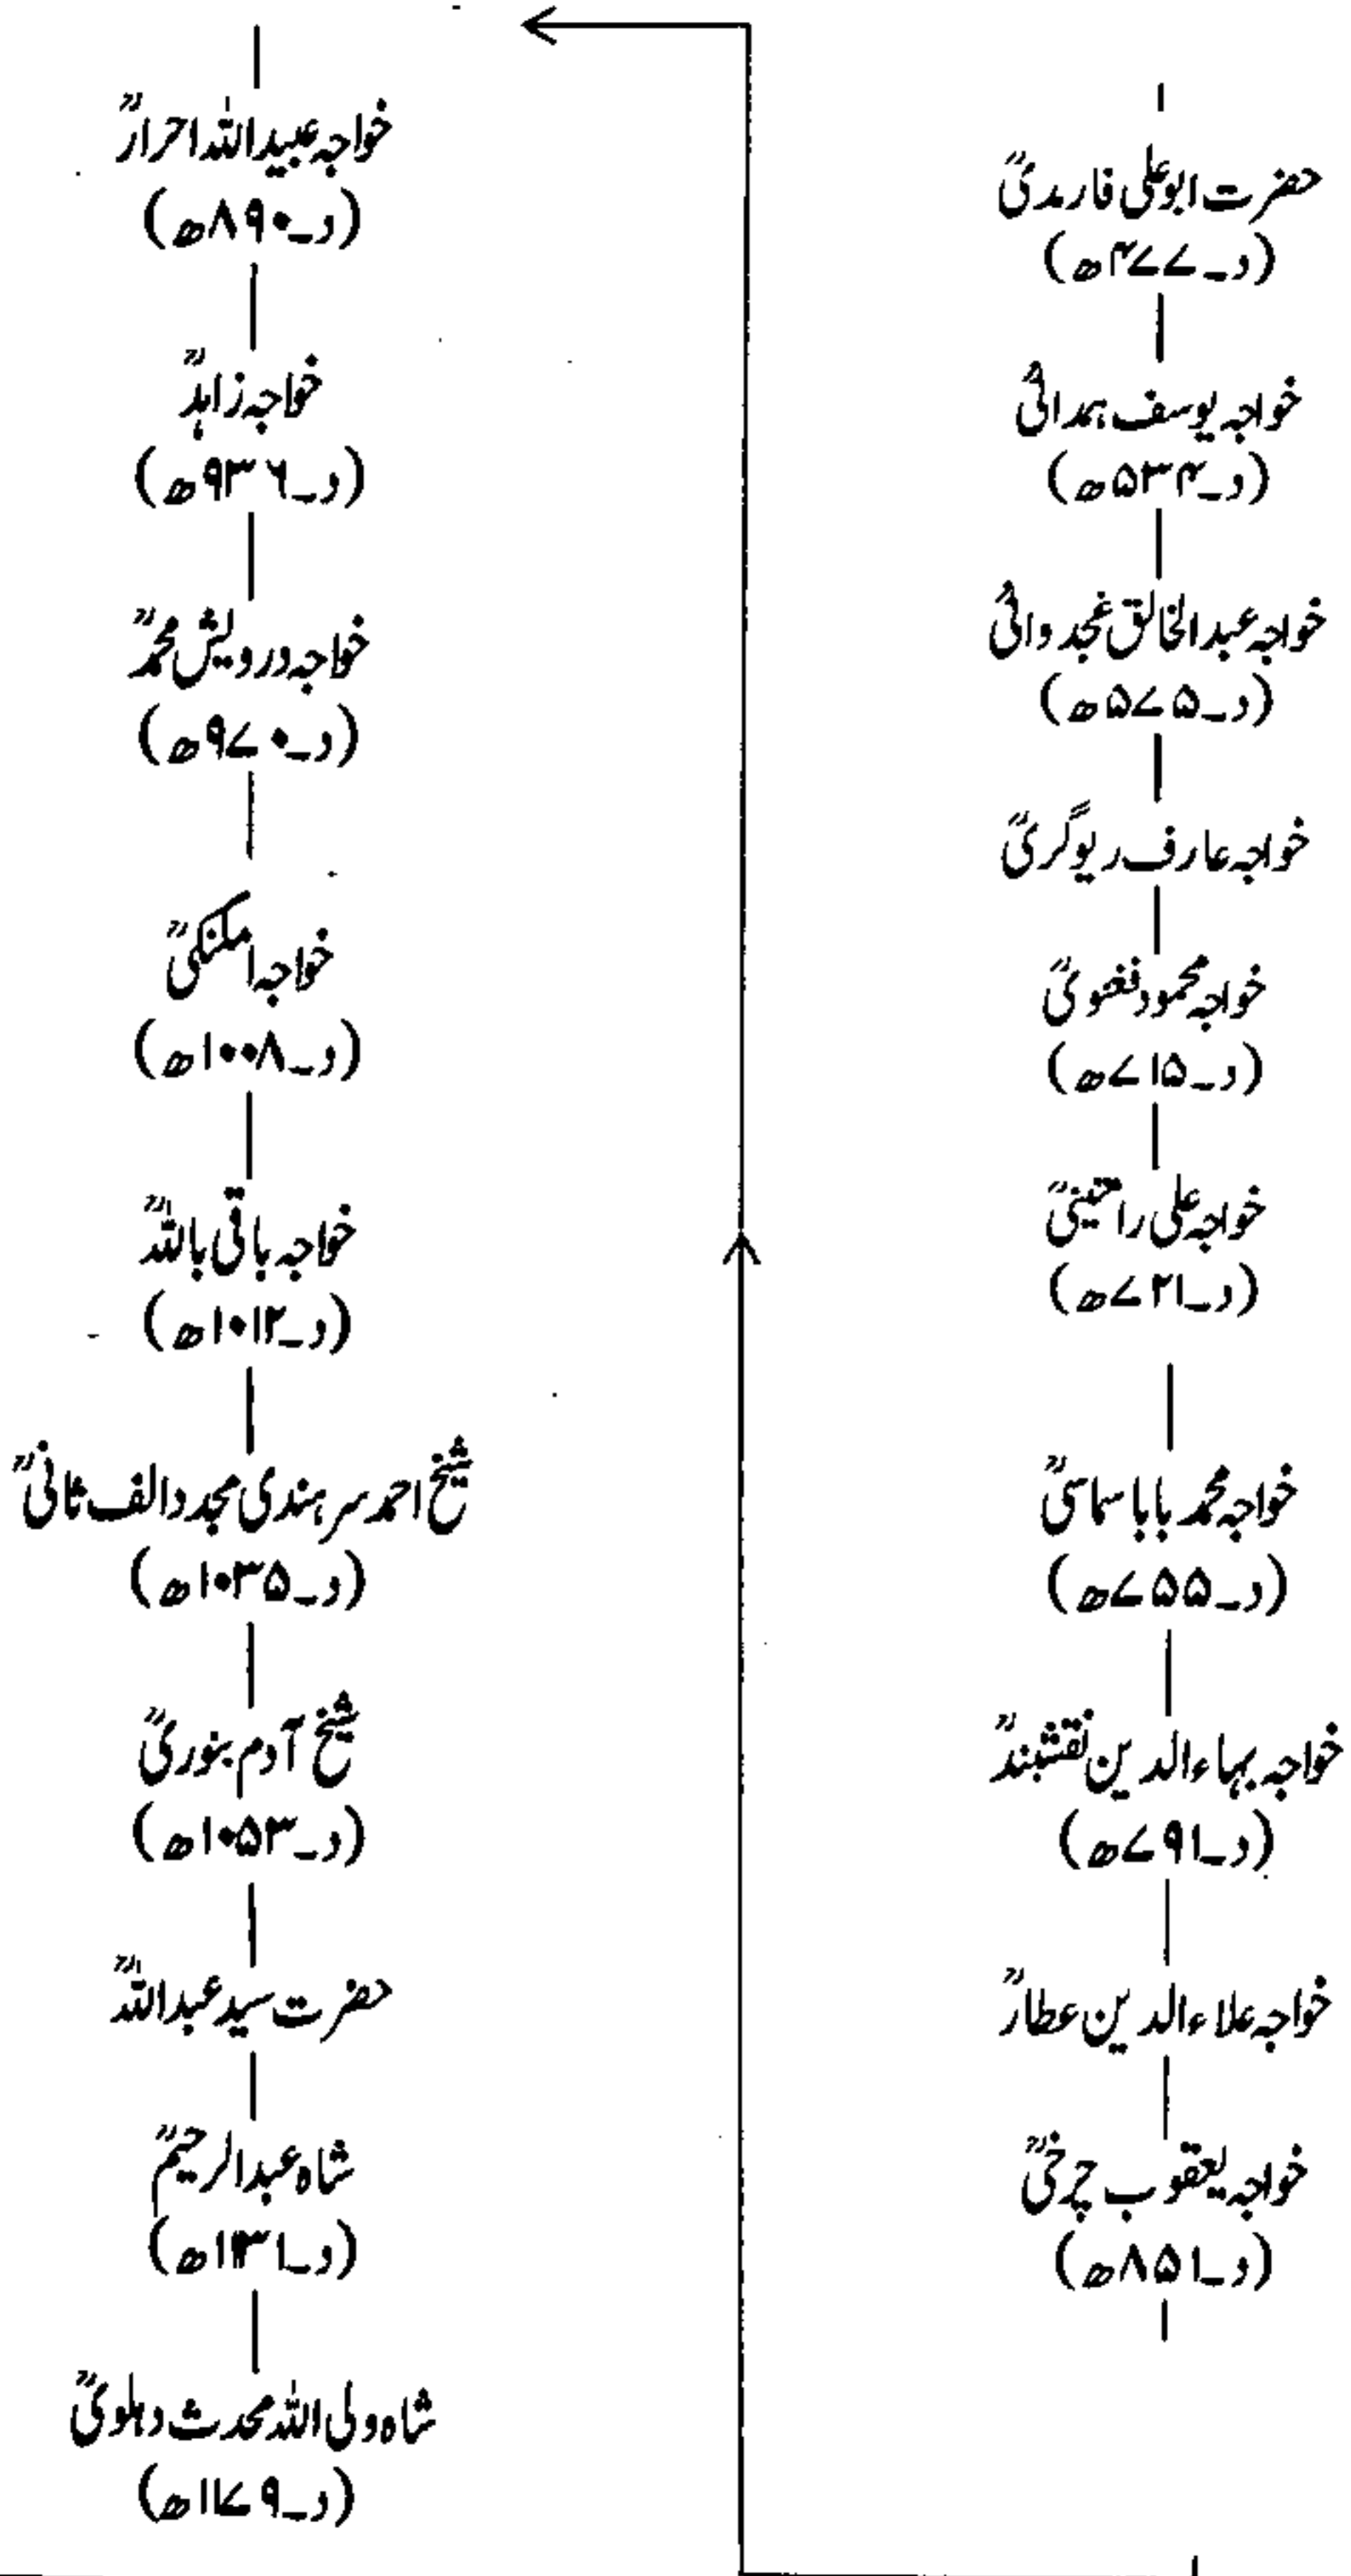 حضرت ابوعلی فارمدیؒ
(د۔۴۷۷ھ)
خواجہ یوسف ہمدانیؒ
(د۔۵۳۴ھ)
خواجہ عبدالخالق غجدوانیؒ
(د۔۵۷۵ھ)
خواجہ عارف ریوگریؒ
خواجہ محمود فغنویؒ
(د۔۷۱۵ھ)
خواجہ علی رامتینیؒ
(د۔۷۲۱ھ)
خواجہ محمد بابا سماسیؒ
(د۔۷۵۵ھ)
خواجہ بہاءالدین نقشبندؒ
(د۔۷۹۱ھ)
خواجہ علاءالدین عطارؒ
خواجہ یعقوب چرخیؒ
(د۔۸۵۱ھ)
خواجہ عبیداللہ احرارؒ
(د۔۸۹۰ھ)
خواجہ زاہدؒ
(د۔۹۳۶ھ)
خواجہ درویش محمدؒ
(د۔۹۷۰ھ)
خواجہ امکنکیؒ
(د۔۱۰۰۸ھ)
خواجہ باقی باللہؒ
(د۔۱۰۱۲ھ)
شیخ احمد سرہندی مجدد الف ثانیؒ
(د۔۱۰۳۵ھ)
شیخ آدم بنوریؒ
(د۔۱۰۵۳ھ)
حضرت سید عبداللہؒ
شاہ عبدالرحیمؒ
(د۔۱۱۳۱ھ)
شاہ ولی اللہ محدث دہلویؒ
(د۔۱۱۷۹ھ)